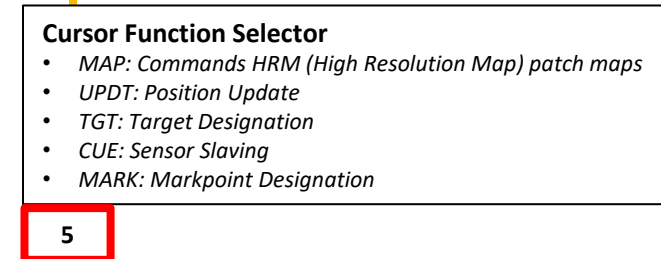 Cursor Function Selector
• MAP: Commands HRM (High Resolution Map) patch maps
• UPDT: Position Update
• TGT: Target Designation
• CUE: Sensor Slaving
• MARK: Markpoint Designation
5